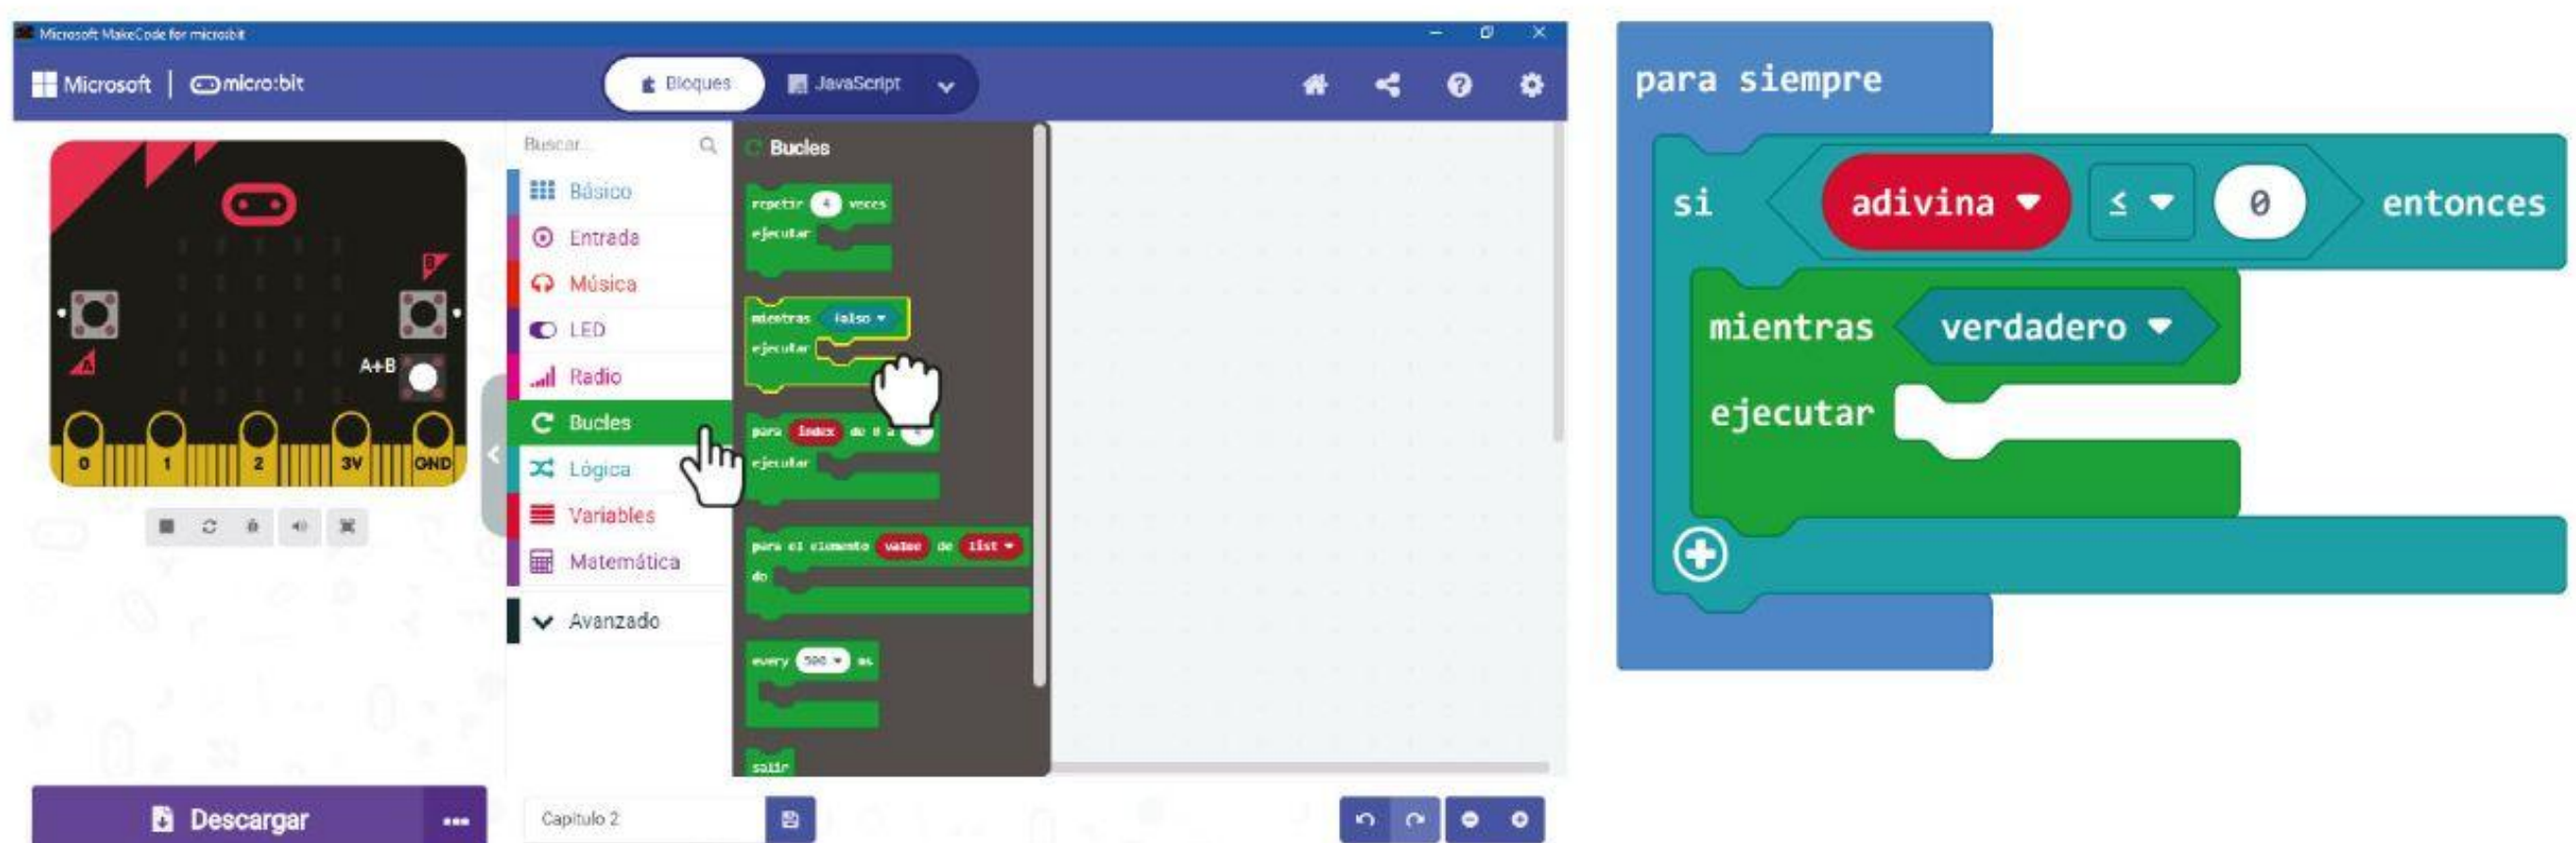 Microsoft MakeCode for micro:bit
Microsoft | micro:bit
Bloques
JavaScript
Buscar...
Básico
Entrada
Música
LED
Radio
Bucles
Lógica
Variables
Matemática
Avanzado
B
A
A+B
0 1 2 3V GND
Bucles
repetir 4 veces
ejecutar
mientras falso
ejecutar
para index de 0 a
ejecutar
para el elemento value de list
do
every 500 ms
salir
Descargar
Capitulo 2
para siempre
si adivina ≤ 0 entonces
mientras verdadero
ejecutar